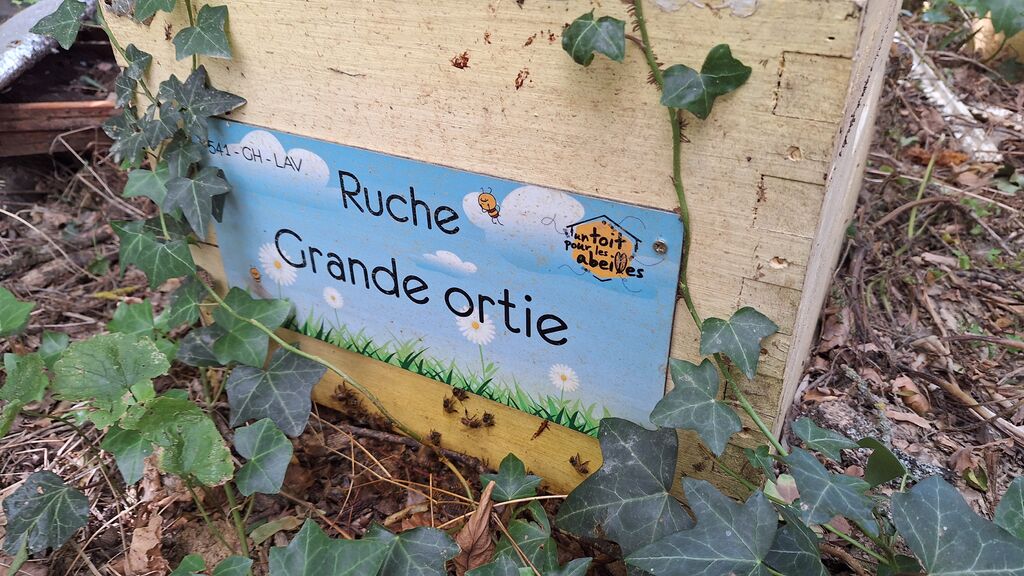 541 - GH - LAV
Ruche
Grande ortie
un toit
pour les
abeilles